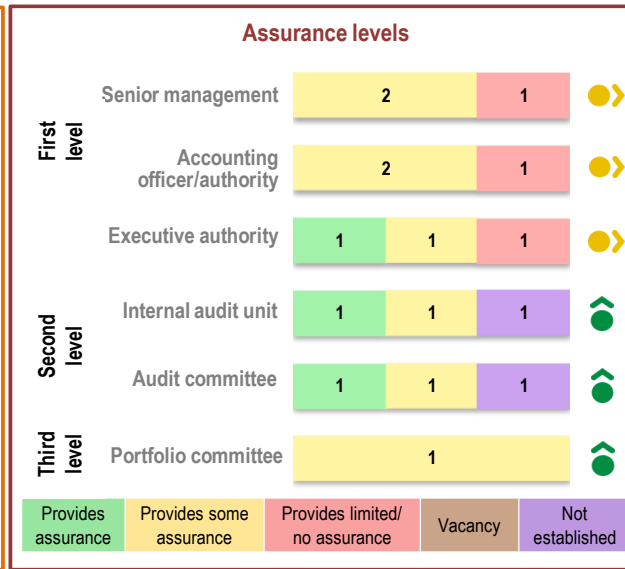 Assurance levels
First
level
Senior management
2
1
Accounting
officer/authority
2
1
Executive authority
1
1
1
Second
level
Internal audit unit
1
1
1
Audit committee
1
1
1
Third
level
Portfolio committee
1
Provides
assurance
Provides some
assurance
Provides limited/
no assurance
Vacancy
Not
established